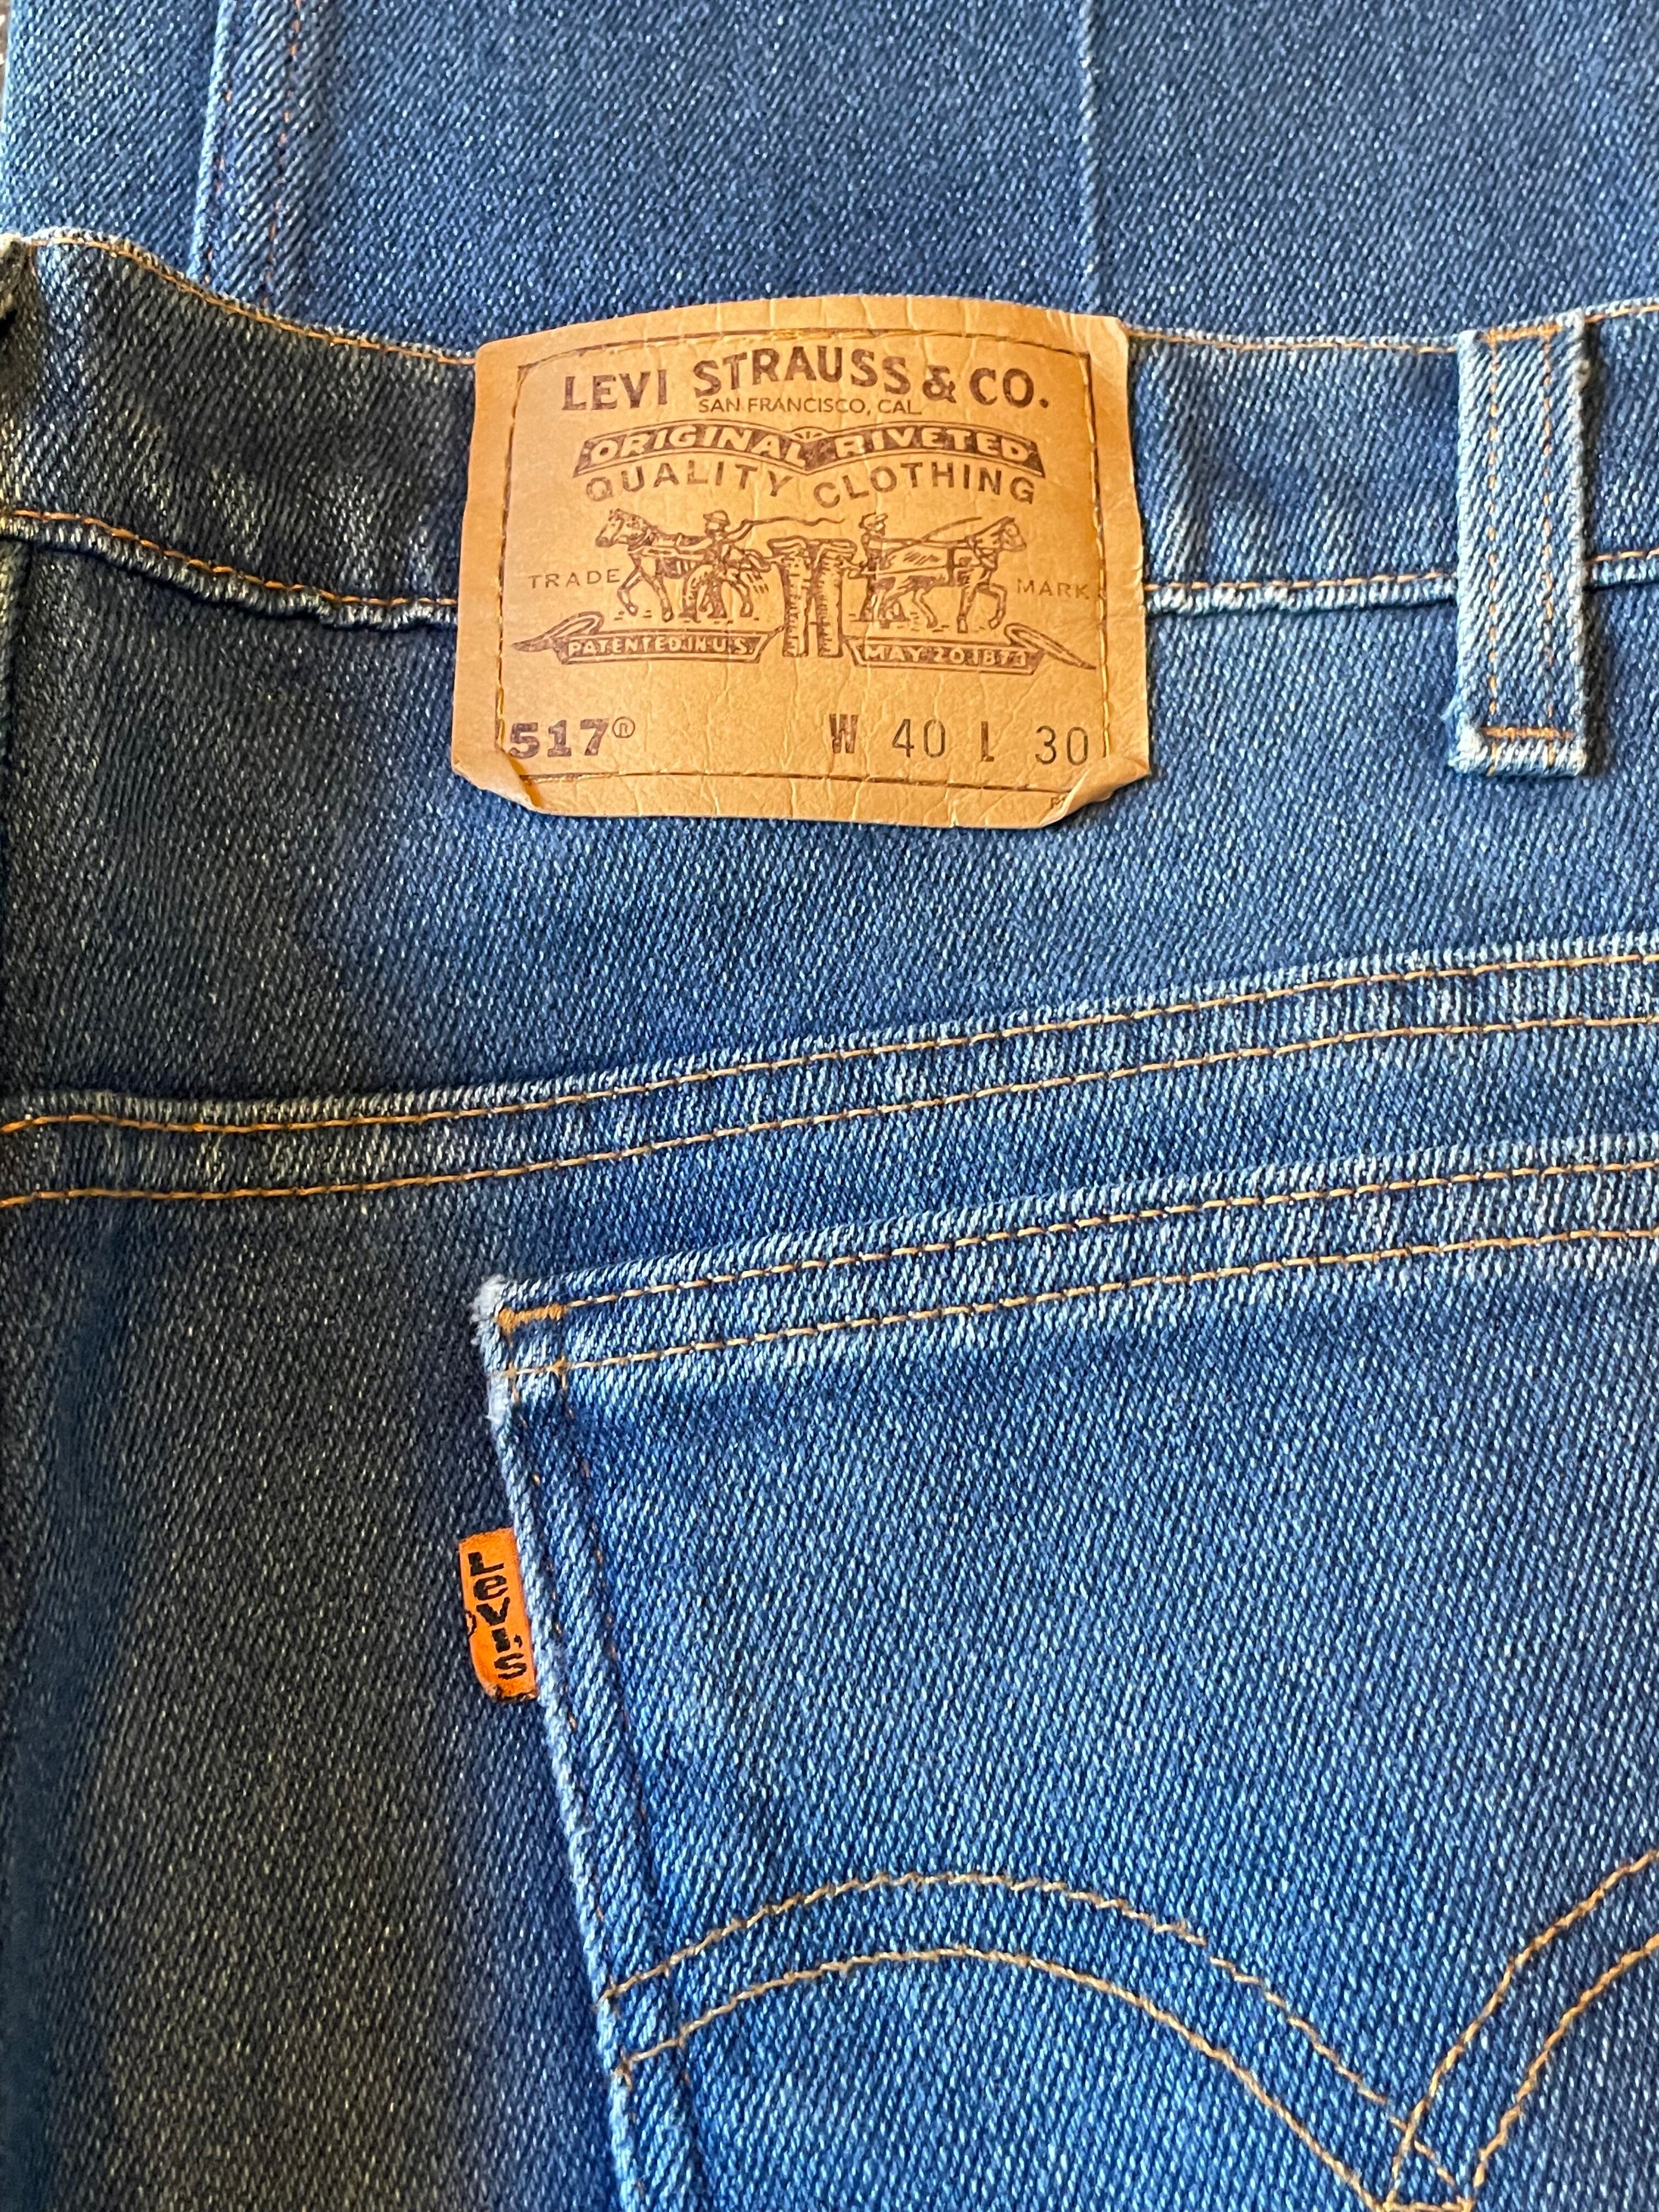 LEVI STRAUSS & CO.
SAN FRANCISCO, CAL.
ORIGINAL RIVETED
QUALITY CLOTHING
TRADE MARK
PATENTED IN U.S. MAY 20 1873
517® W 40 L 30
LEVI'S